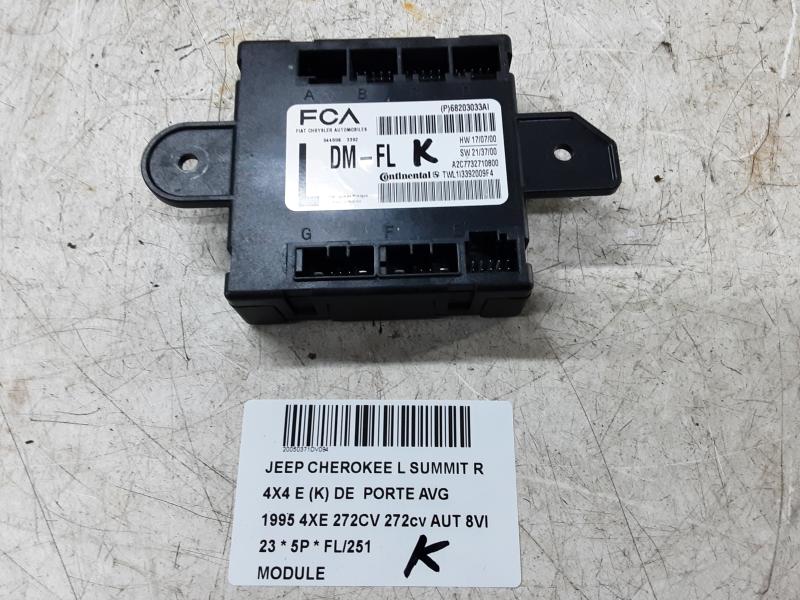 A B
(P)68203033AI
FCA
FIAT CHRYSLER AUTOMOBILES
HW 17/07/00
SW 21/37/00
L DM-FL K
A2C7732710800
Continental TWL1I3392009F4
G F E
20050371DV094
JEEP CHEROKEE L SUMMIT R
4X4 E (K) DE PORTE AVG
1995 4XE 272CV 272cv AUT 8VI
23 * 5P * FL/251
MODULE K